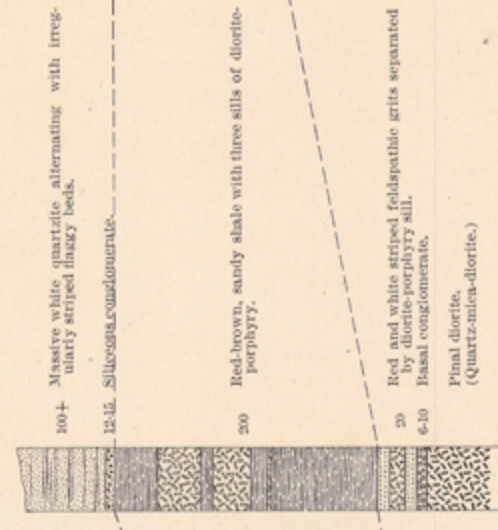 100+ Massive white quartzite alternating with irreg-
ularly striped flaggy beds.
12-15 Siliceous conglomerate.
200 Red-brown, sandy shale with three sills of diorite-
porphyry.
20 Red and white striped feldspathic grits separated
by diorite-porphyry sill.
6-10 Basal conglomerate.
Pinal diorite.
(Quartz-mica-diorite.)